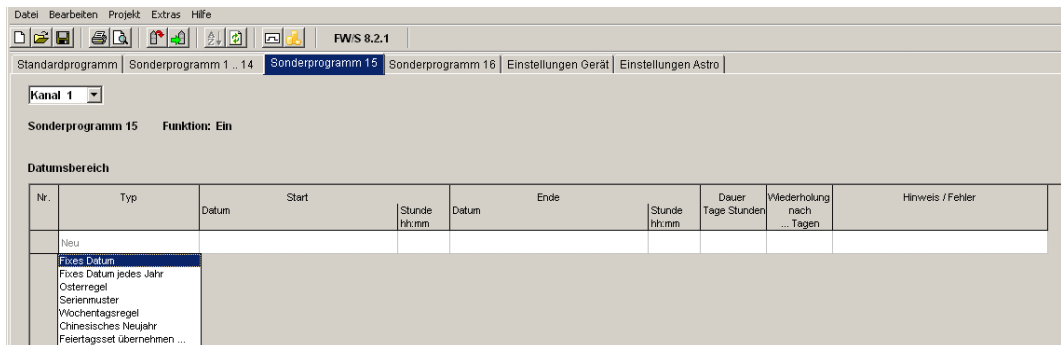 Datei Bearbeiten Projekt Extras Hilfe
FW/S 8.2.1
Standardprogramm Sonderprogramm 1 .. 14 Sonderprogramm 15 Sonderprogramm 16 Einstellungen Gerät Einstellungen Astro
Kanal 1
Sonderprogramm 15 Funktion: Ein
Datumsbereich
Nr. Typ Start Ende Dauer Wiederholung Hinweis / Fehler
Datum Stunde Datum Stunde Tage Stunden nach
hh:mm hh:mm ... Tagen
Neu
Fixes Datum
Fixes Datum jedes Jahr
Osterregel
Serienmuster
Wochentagsregel
Chinesisches Neujahr
Feiertagsset übernehmen ...